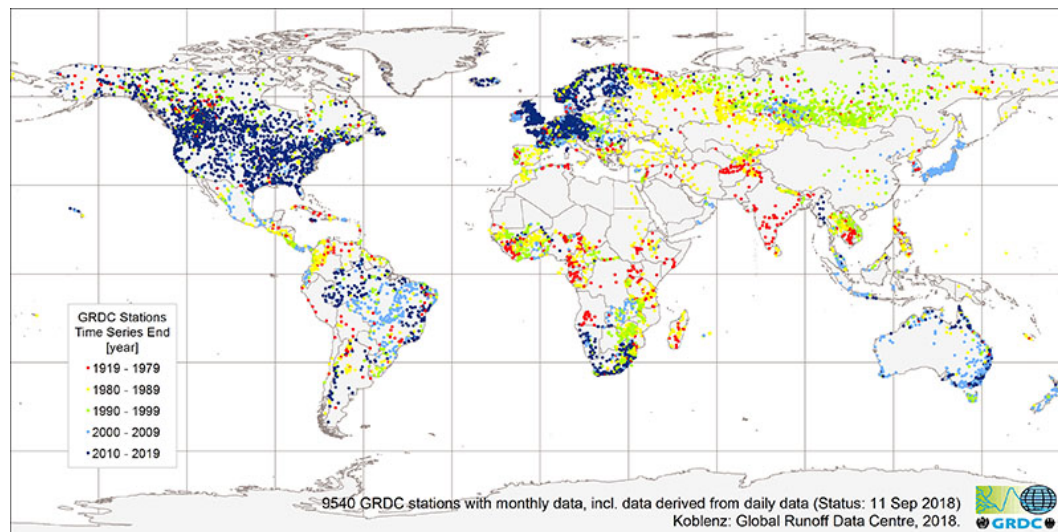 GRDC Stations
Time Series End
[year]
1919 - 1979
1980 - 1989
1990 - 1999
2000 - 2009
2010 - 2019
9540 GRDC stations with monthly data, incl. data derived from daily data (Status: 11 Sep 2018)
Koblenz: Global Runoff Data Centre, 2018.
GRDC